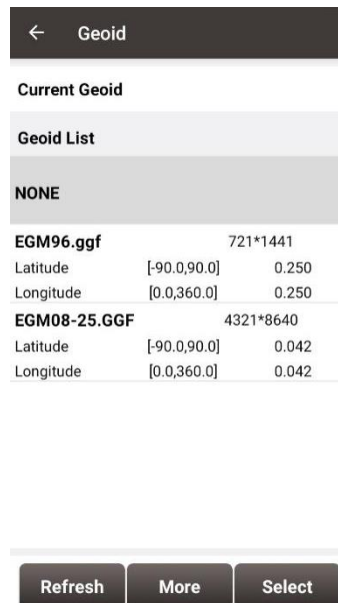 ← Geoid
Current Geoid
Geoid List
NONE
EGM96.ggf 721*1441
Latitude [-90.0,90.0] 0.250
Longitude [0.0,360.0] 0.250
EGM08-25.GGF 4321*8640
Latitude [-90.0,90.0] 0.042
Longitude [0.0,360.0] 0.042
Refresh More Select